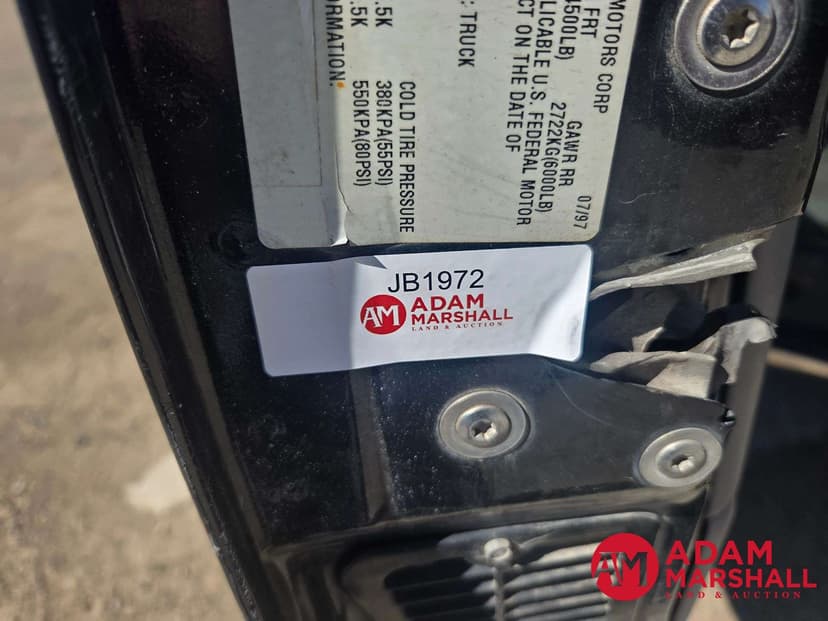 MOTORS CORP 07/97
FRT GAWR RR
4500LB) 2722KG(6000LB)
LICABLE U.S. FEDERAL MOTOR
CT ON THE DATE OF
: TRUCK
COLD TIRE PRESSURE
.5K 380KPA(55PSI)
.5K 550KPA(80PSI)
RMATION.
JB1972
AM ADAM
MARSHALL
LAND & AUCTION
AM ADAM
MARSHALL
LAND & AUCTION